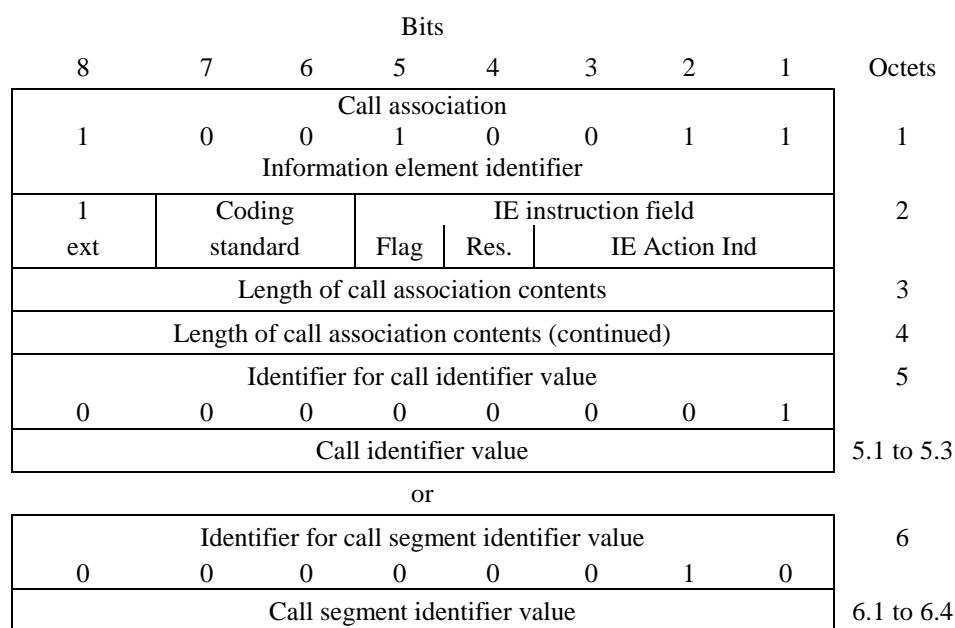 Bits
8 7 6 5 4 3 2 1 Octets
Call association
1 0 0 1 0 0 1 1 1
Information element identifier
1 Coding IE instruction field 2
ext standard Flag Res. IE Action Ind
Length of call association contents 3
Length of call association contents (continued) 4
Identifier for call identifier value 5
0 0 0 0 0 0 0 1
Call identifier value 5.1 to 5.3
or
Identifier for call segment identifier value 6
0 0 0 0 0 0 1 0
Call segment identifier value 6.1 to 6.4